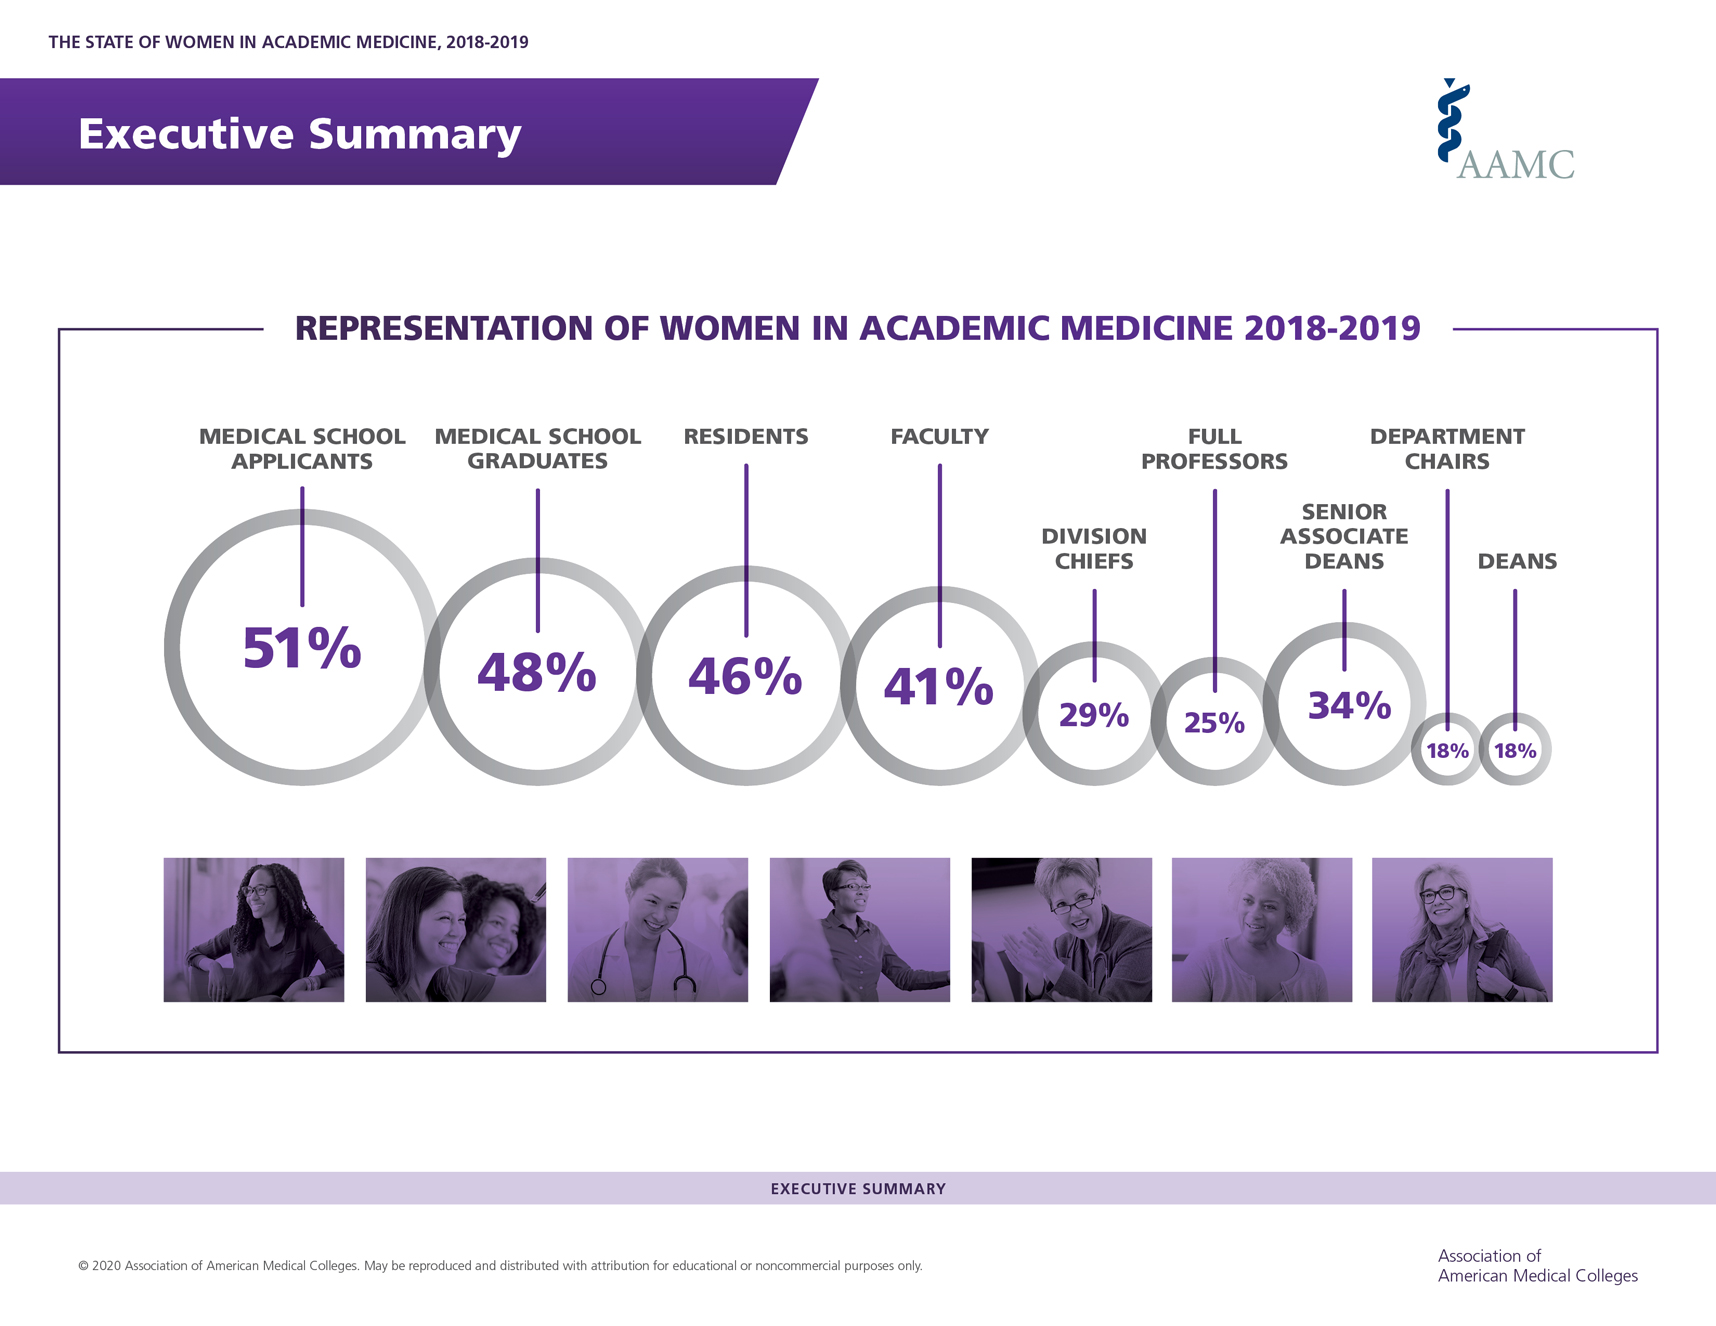 THE STATE OF WOMEN IN ACADEMIC MEDICINE, 2018-2019
Executive Summary
AAMC
REPRESENTATION OF WOMEN IN ACADEMIC MEDICINE 2018-2019
MEDICAL SCHOOL
APPLICANTS
51%
MEDICAL SCHOOL
GRADUATES
48%
RESIDENTS
46%
FACULTY
41%
DIVISION
CHIEFS
29%
FULL
PROFESSORS
25%
SENIOR
ASSOCIATE
DEANS
34%
DEPARTMENT
CHAIRS
18%
DEANS
18%
EXECUTIVE SUMMARY
© 2020 Association of American Medical Colleges. May be reproduced and distributed with attribution for educational or noncommercial purposes only.
Association of
American Medical Colleges